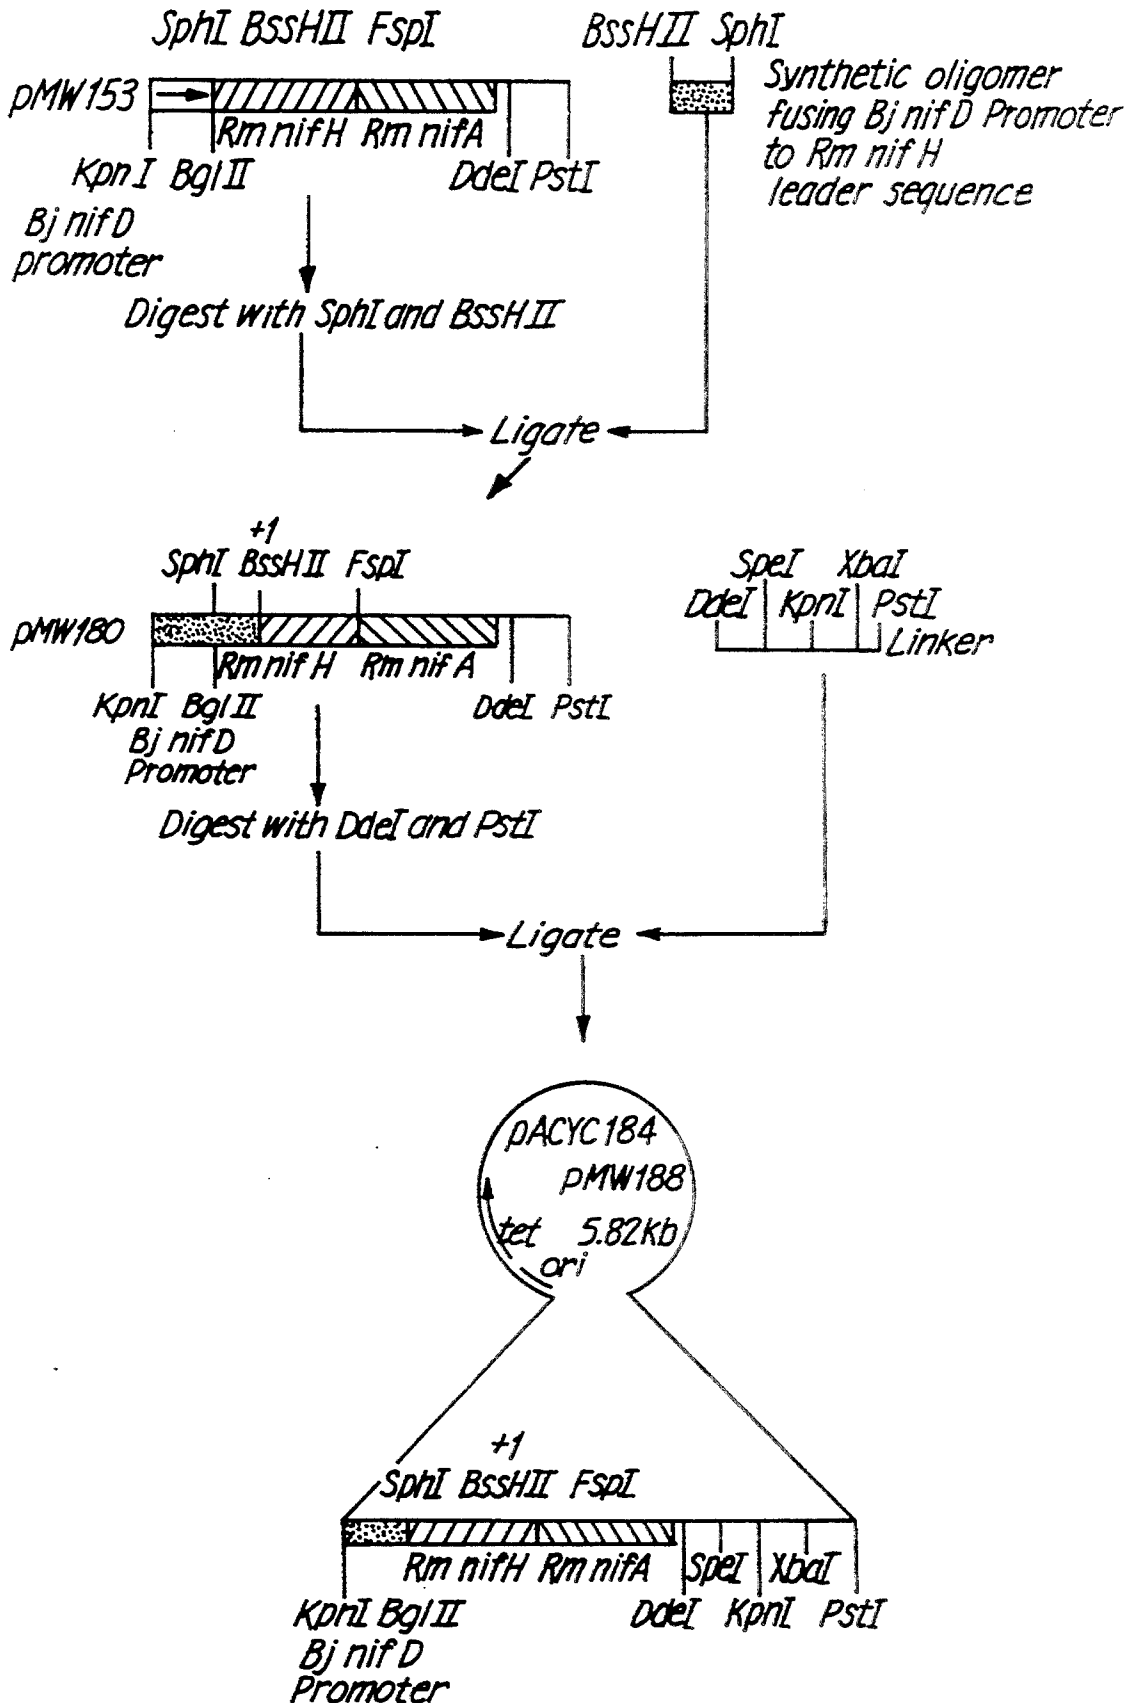 SphI BssHII FspI
BssHII SphI
pMW153
Rm nifH Rm nifA
KpnI BglII
DdeI PstI
Bj nifD
promoter
Synthetic oligomer
fusing Bj nifD Promoter
to Rm nifH
leader sequence
Digest with SphI and BssHII
Ligate
+1
SphI BssHII FspI
pMW180
Rm nifH Rm nifA
KpnI BglII
DdeI PstI
Bj nifD
Promoter
SpeI XbaI
DdeI KpnI PstI
Linker
Digest with DdeI and PstI
Ligate
pACYC184
pMW188
tet 5.82Kb
ori
+1
SphI BssHII FspI
Rm nifH Rm nifA SpeI XbaI
KpnI BglII DdeI KpnI PstI
Bj nifD
Promoter